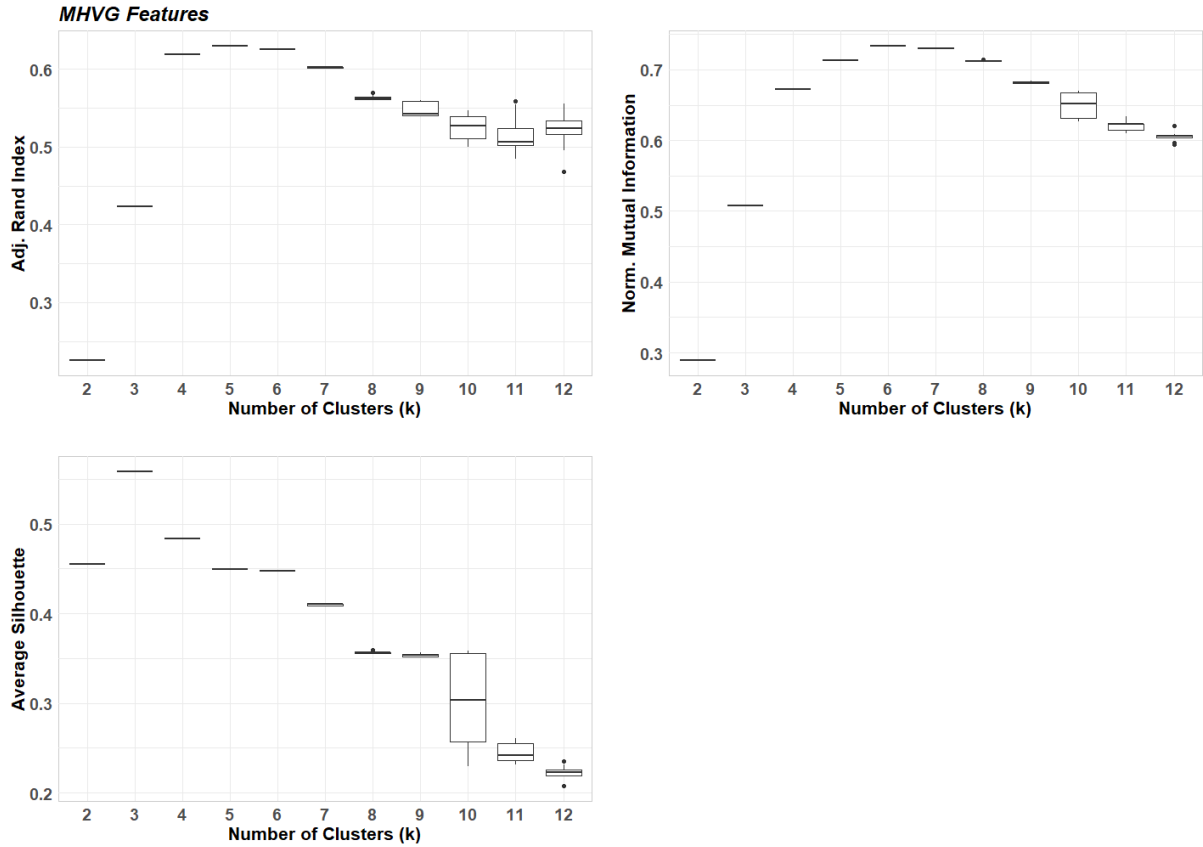 MHVG Features
Adj. Rand Index
0.6
0.5
0.4
0.3
2 3 4 5 6 7 8 9 10 11 12
Number of Clusters (k)
Norm. Mutual Information
0.7
0.6
0.5
0.4
0.3
2 3 4 5 6 7 8 9 10 11 12
Number of Clusters (k)
Average Silhouette
0.5
0.4
0.3
0.2
2 3 4 5 6 7 8 9 10 11 12
Number of Clusters (k)